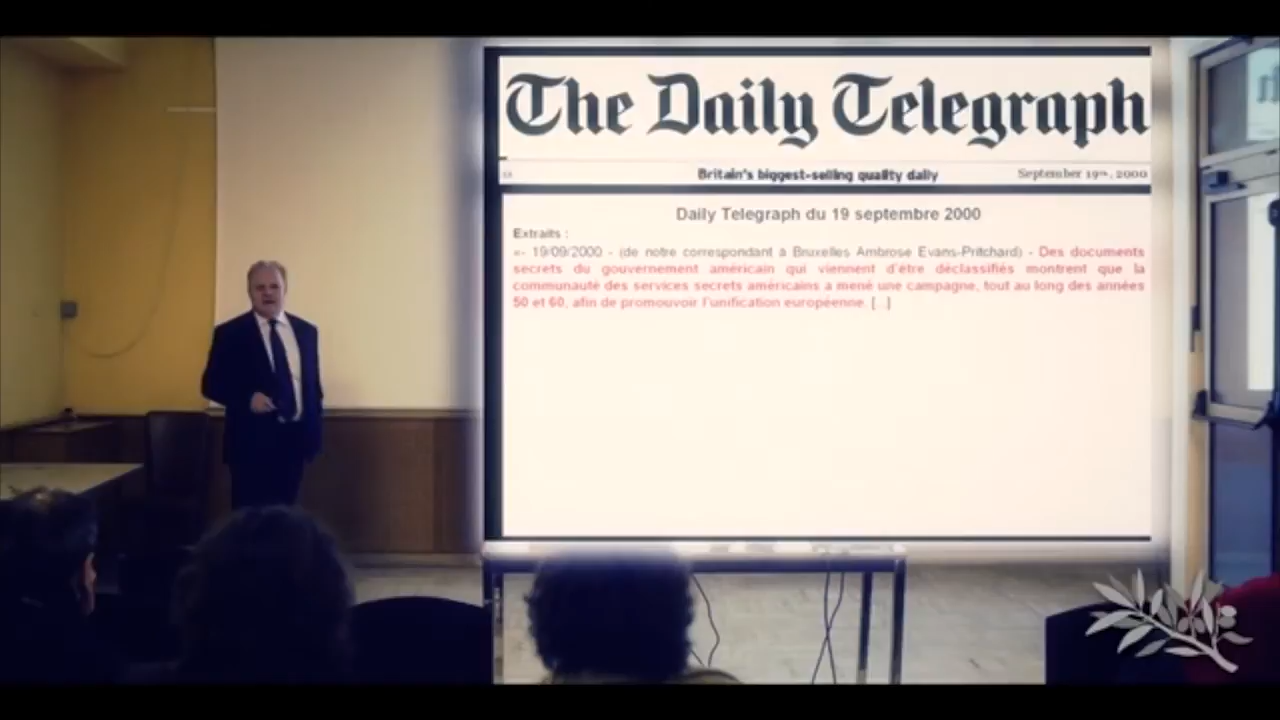 The Daily Telegraph
Britain's biggest-selling quality daily September 19th, 2000
Daily Telegraph du 19 septembre 2000
Extraits :
«- 19/09/2000 - (de notre correspondant à Bruxelles Ambrose Evans-Pritchard) - Des documents
secrets du gouvernement américain qui viennent d'être déclassifiés montrent que la
communauté des services secrets américains a mené une campagne, tout au long des années
50 et 60, afin de promouvoir l'unification européenne. [...]